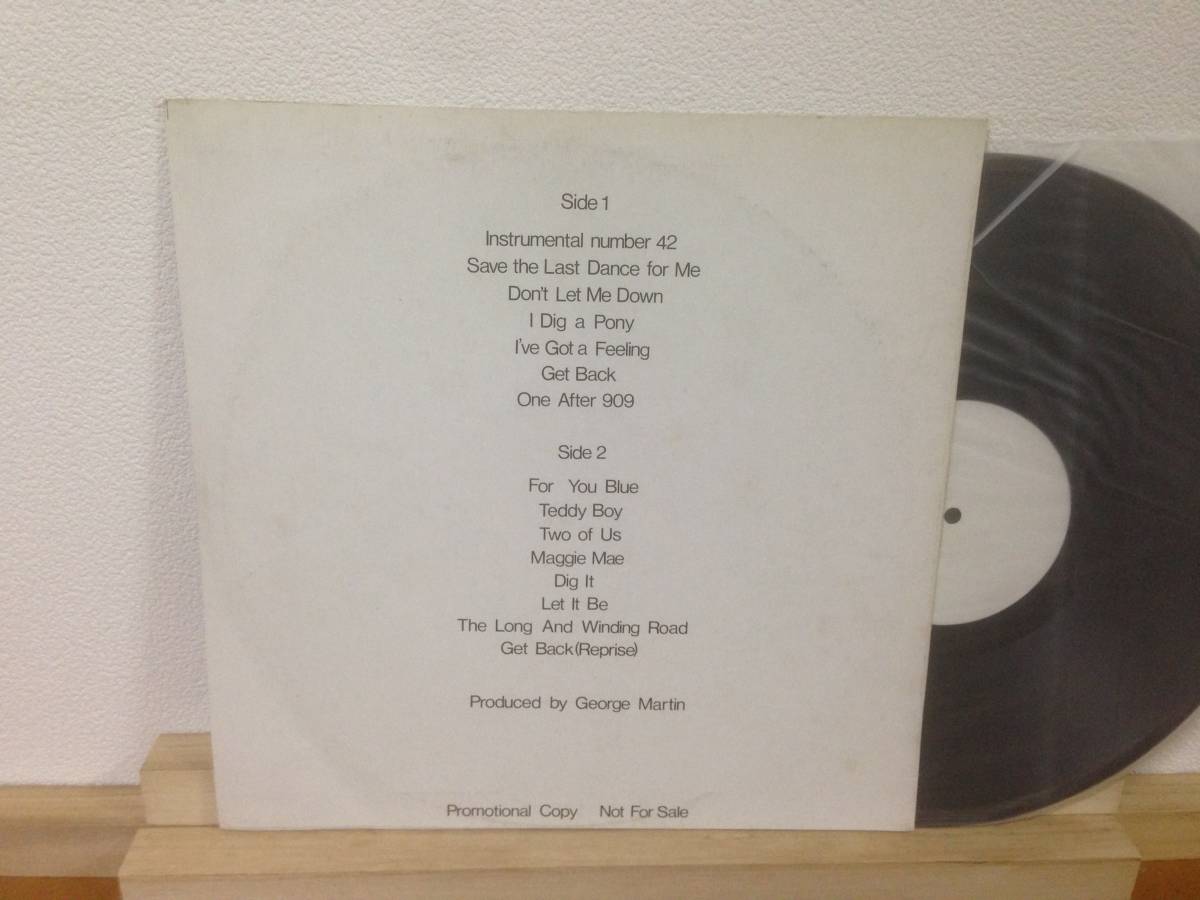 Side 1
Instrumental number 42
Save the Last Dance for Me
Don't Let Me Down
I Dig a Pony
I've Got a Feeling
Get Back
One After 909
Side 2
For You Blue
Teddy Boy
Two of Us
Maggie Mae
Dig It
Let It Be
The Long And Winding Road
Get Back (Reprise)
Produced by George Martin
Promotional Copy Not For Sale